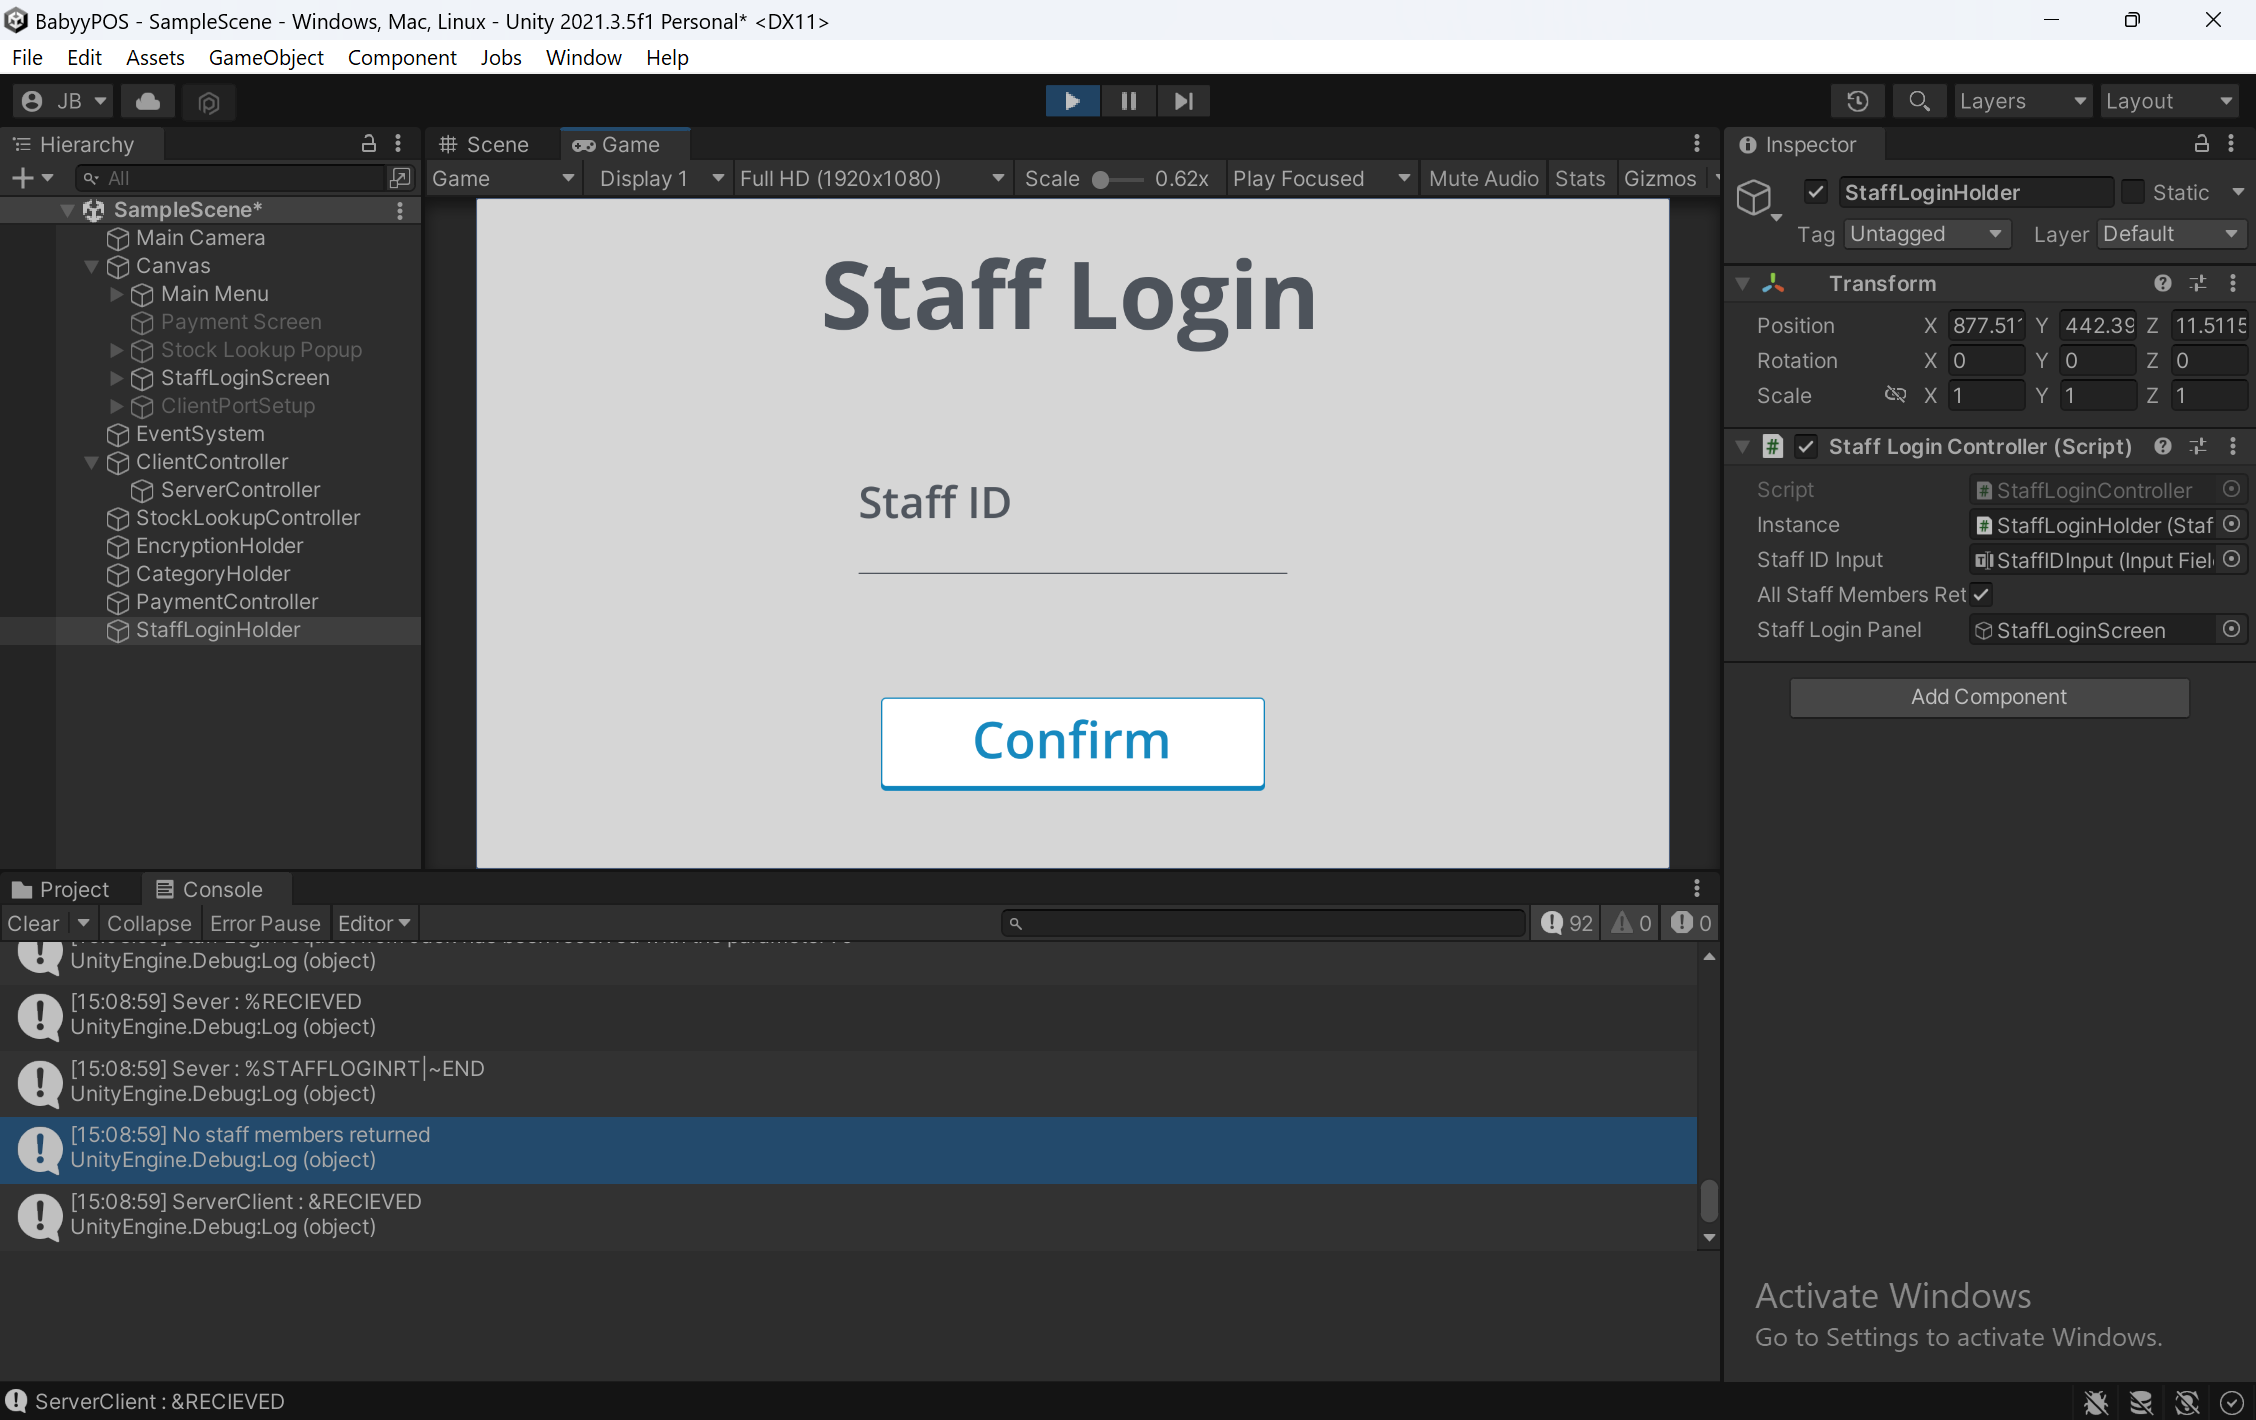 BabyyPOS - SampleScene - Windows, Mac, Linux - Unity 2021.3.5f1 Personal* <DX11>
File Edit Assets GameObject Component Jobs Window Help
JB Layers Layout
Hierarchy Scene Game Inspector
All Game Display 1 Full HD (1920x1080) Scale 0.62x Play Focused Mute Audio Stats Gizmos
StaffLoginHolder Static
Tag Untagged Layer Default
SampleScene*
Main Camera
Canvas
Main Menu
Payment Screen
Stock Lookup Popup
StaffLoginScreen
ClientPortSetup
EventSystem
ClientController
ServerController
StockLookupController
EncryptionHolder
CategoryHolder
PaymentController
StaffLoginHolder
Staff Login
Staff ID
Confirm
Transform
Position X 877.51 Y 442.39 Z 11.5115
Rotation X 0 Y 0 Z 0
Scale X 1 Y 1 Z 1
# Staff Login Controller (Script)
Script # StaffLoginController
Instance # StaffLoginHolder (Staf
Staff ID Input StaffIDInput (Input Fiel
All Staff Members Ret
Staff Login Panel StaffLoginScreen
Add Component
Project Console
Clear Collapse Error Pause Editor 92 0 0
UnityEngine.Debug:Log (object)
[15:08:59] Sever : %RECIEVED
UnityEngine.Debug:Log (object)
[15:08:59] Sever : %STAFFLOGINRT|~END
UnityEngine.Debug:Log (object)
[15:08:59] No staff members returned
UnityEngine.Debug:Log (object)
[15:08:59] ServerClient : &RECIEVED
UnityEngine.Debug:Log (object)
Activate Windows
Go to Settings to activate Windows.
ServerClient : &RECIEVED